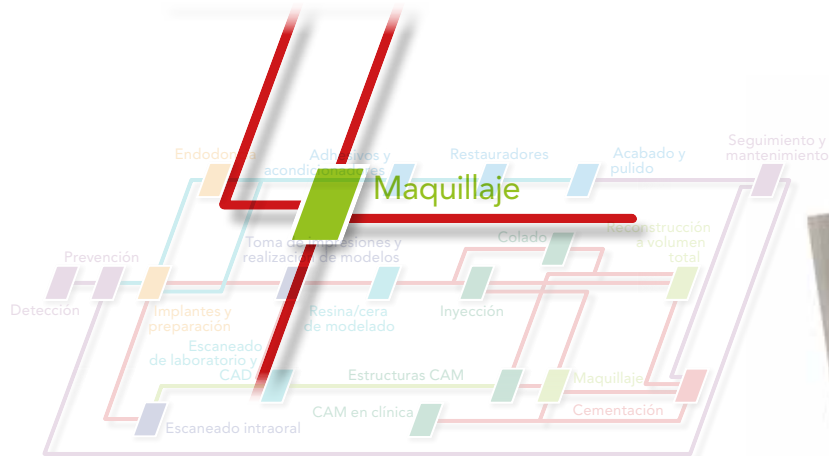 Seguimiento y
mantenimiento
Endodoncia
Adhesivos y
acondicionadores
Restauradores
Acabado y
pulido
Maquillaje
Prevención
Toma de impresiones y
realización de modelos
Colado
Reconstrucción
a volumen
total
Detección
Implantes y
preparación
Resina/cera
de modelado
Inyección
Escaneado
de laboratorio y
CAD
Estructuras CAM
Maquillaje
Escaneado intraoral
CAM en clínica
Cementación